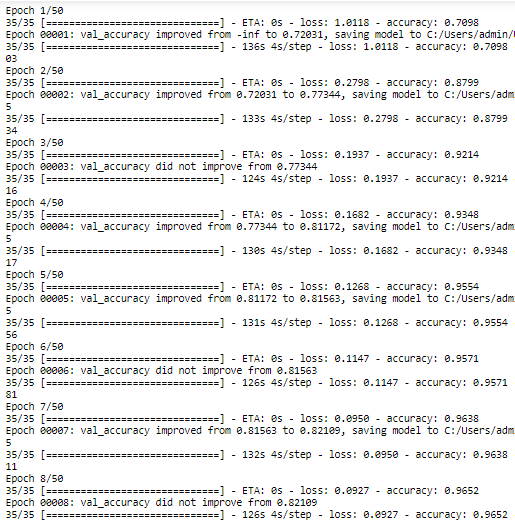 Epoch 1/50
35/35 [==============================] - ETA: 0s - loss: 1.0118 - accuracy: 0.7098
Epoch 00001: val_accuracy improved from -inf to 0.72031, saving model to C:/Users/admin/
35/35 [==============================] - 136s 4s/step - loss: 1.0118 - accuracy: 0.7098
03
Epoch 2/50
35/35 [==============================] - ETA: 0s - loss: 0.2798 - accuracy: 0.8799
Epoch 00002: val_accuracy improved from 0.72031 to 0.77344, saving model to C:/Users/adm
5
35/35 [==============================] - 133s 4s/step - loss: 0.2798 - accuracy: 0.8799
34
Epoch 3/50
35/35 [==============================] - ETA: 0s - loss: 0.1937 - accuracy: 0.9214
Epoch 00003: val_accuracy did not improve from 0.77344
35/35 [==============================] - 124s 4s/step - loss: 0.1937 - accuracy: 0.9214
16
Epoch 4/50
35/35 [==============================] - ETA: 0s - loss: 0.1682 - accuracy: 0.9348
Epoch 00004: val_accuracy improved from 0.77344 to 0.81172, saving model to C:/Users/adm
5
35/35 [==============================] - 130s 4s/step - loss: 0.1682 - accuracy: 0.9348
17
Epoch 5/50
35/35 [==============================] - ETA: 0s - loss: 0.1268 - accuracy: 0.9554
Epoch 00005: val_accuracy improved from 0.81172 to 0.81563, saving model to C:/Users/adm
5
35/35 [==============================] - 131s 4s/step - loss: 0.1268 - accuracy: 0.9554
56
Epoch 6/50
35/35 [==============================] - ETA: 0s - loss: 0.1147 - accuracy: 0.9571
Epoch 00006: val_accuracy did not improve from 0.81563
35/35 [==============================] - 126s 4s/step - loss: 0.1147 - accuracy: 0.9571
81
Epoch 7/50
35/35 [==============================] - ETA: 0s - loss: 0.0950 - accuracy: 0.9638
Epoch 00007: val_accuracy improved from 0.81563 to 0.82109, saving model to C:/Users/adm
5
35/35 [==============================] - 132s 4s/step - loss: 0.0950 - accuracy: 0.9638
11
Epoch 8/50
35/35 [==============================] - ETA: 0s - loss: 0.0927 - accuracy: 0.9652
Epoch 00008: val_accuracy did not improve from 0.82109
35/35 [==============================] - 126s 4s/step - loss: 0.0927 - accuracy: 0.9652